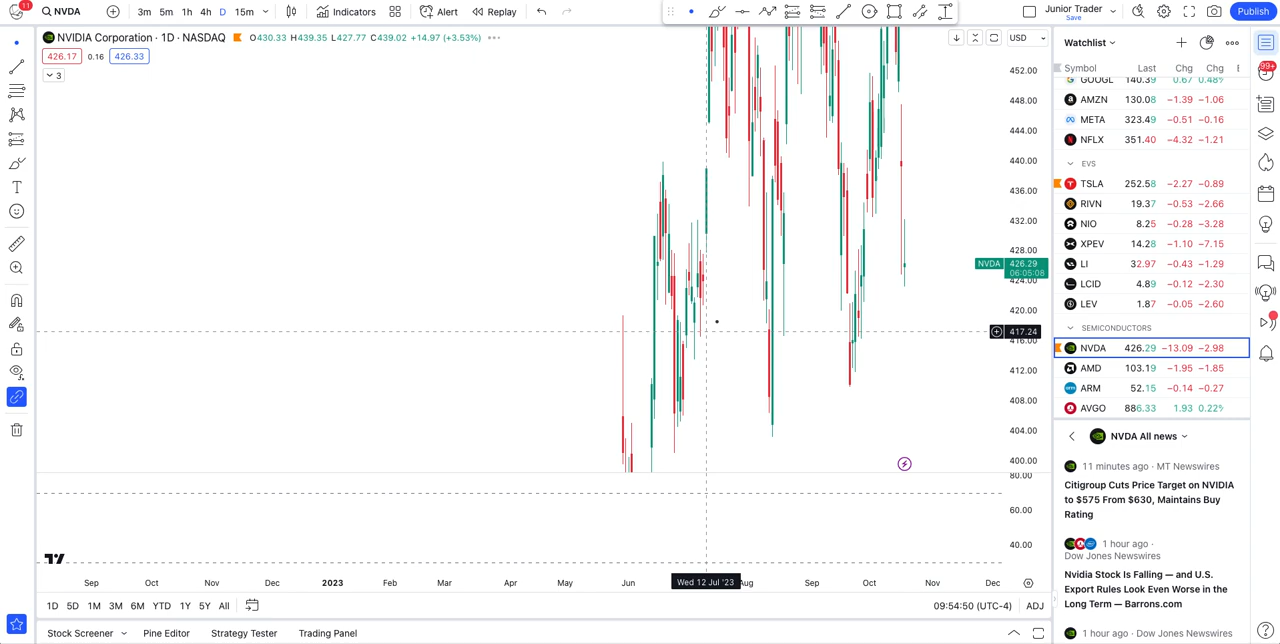 11
NVDA
3m 5m 1h 4h D 15m
Indicators
Alert
Replay
Junior Trader
Save
Publish
NVIDIA Corporation · 1D · NASDAQ
O430.33 H439.35 L427.77 C439.02 +14.97 (+3.53%)
426.17 0.16 426.33
3
USD
452.00
448.00
444.00
440.00
436.00
432.00
428.00
NVDA 426.29
06:05:08
424.00
420.00
417.24
416.00
412.00
408.00
404.00
400.00
80.00
60.00
40.00
Sep Oct Nov Dec 2023 Feb Mar Apr May Jun Wed 12 Jul '23 Aug Sep Oct Nov Dec
1D 5D 1M 3M 6M YTD 1Y 5Y All
09:54:50 (UTC-4) ADJ
Stock Screener Pine Editor Strategy Tester Trading Panel
Watchlist
Symbol Last Chg Chg
GOOGL 140.39 0.67 0.48%
AMZN 130.08 −1.39 −1.06
META 323.49 −0.51 −0.16
NFLX 351.40 −4.32 −1.21
EVS
TSLA 252.58 −2.27 −0.89
RIVN 19.37 −0.53 −2.66
NIO 8.25 −0.28 −3.28
XPEV 14.28 −1.10 −7.15
LI 32.97 −0.43 −1.29
LCID 4.89 −0.12 −2.30
LEV 1.87 −0.05 −2.60
SEMICONDUCTORS
NVDA 426.29 −13.09 −2.98
AMD 103.19 −1.95 −1.85
ARM 52.15 −0.14 −0.27
AVGO 886.33 1.93 0.22%
NVDA All news
11 minutes ago · MT Newswires
Citigroup Cuts Price Target on NVIDIA
to $575 From $630, Maintains Buy
Rating
1 hour ago ·
Dow Jones Newswires
Nvidia Stock Is Falling — and U.S.
Export Rules Look Even Worse in the
Long Term — Barrons.com
1 hour ago · Dow Jones Newswires
99+